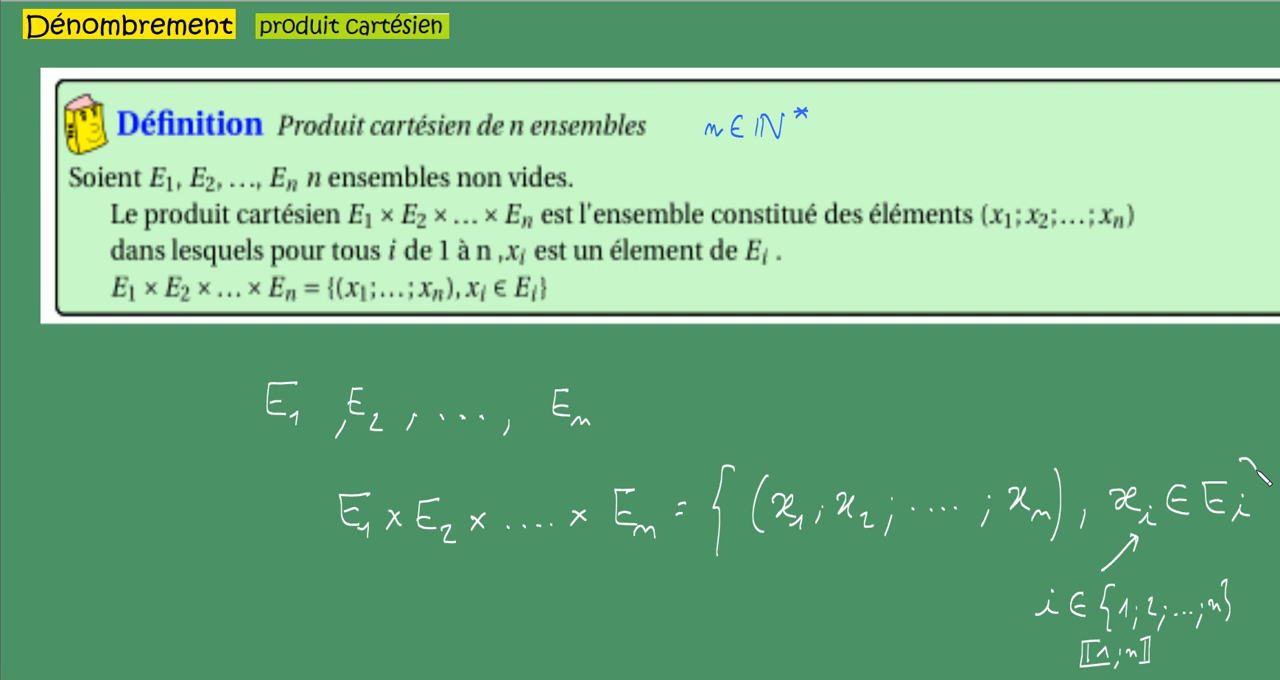 Dénombrement produit cartésien
Définition Produit cartésien de n ensembles n ∈ ℕ*
Soient E₁, E₂, …, Eₙ n ensembles non vides.
Le produit cartésien E₁ × E₂ × … × Eₙ est l'ensemble constitué des éléments (x₁; x₂; …; xₙ)
dans lesquels pour tous i de 1 à n ,xᵢ est un élement de Eᵢ .
E₁ × E₂ × … × Eₙ = {(x₁; …; xₙ), xᵢ ∈ Eᵢ}
E₁ , E₂ , ...., Eₙ
E₁ × E₂ × ..... × Eₙ = { (x₁ ; x₂ ; ..... ; xₙ) , xᵢ ∈ Eᵢ
i ∈ {1; 2; ...; n}
⟦1 ; n⟧